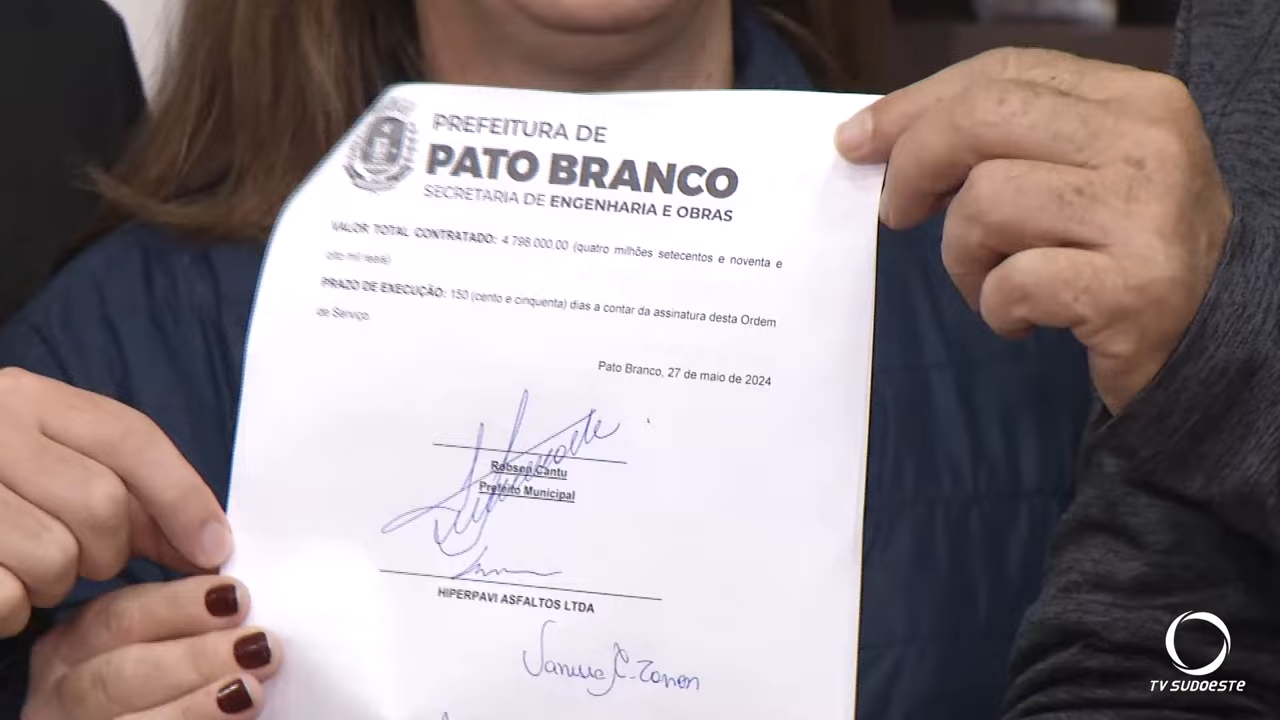 PREFEITURA DE
PATO BRANCO
SECRETARIA DE ENGENHARIA E OBRAS
VALOR TOTAL CONTRATADO: 4.798.000,00 (quatro milhões setecentos e noventa e
oito mil reais)
PRAZO DE EXECUÇÃO: 150 (cento e cinquenta) dias a contar da assinatura desta Ordem
de Serviço.
Pato Branco, 27 de maio de 2024
Robson Cantu
Prefeito Municipal
HIPERPAVI ASFALTOS LTDA
Zanon
TV SUDOESTE